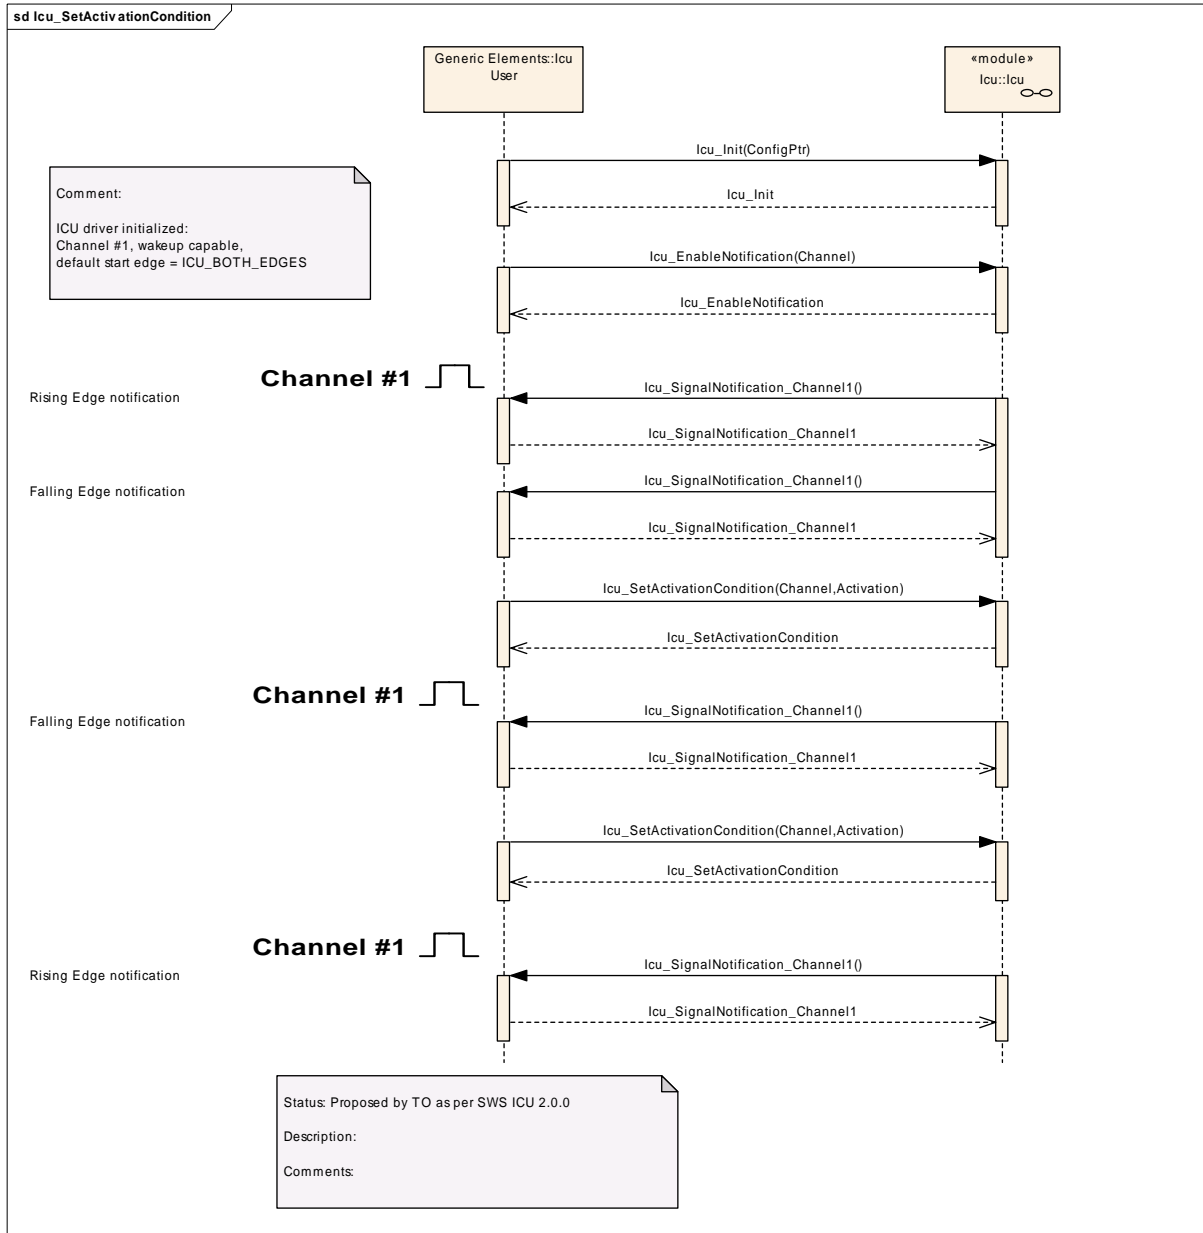 sd Icu_SetActivationCondition
Generic Elements::Icu
User
«module»
Icu::Icu
Icu_Init(ConfigPtr)
Icu_Init
Comment:
ICU driver initialized:
Channel #1, wakeup capable,
default start edge = ICU_BOTH_EDGES
Icu_EnableNotification(Channel)
Icu_EnableNotification
Channel #1
Rising Edge notification
Icu_SignalNotification_Channel1()
Icu_SignalNotification_Channel1
Falling Edge notification
Icu_SignalNotification_Channel1()
Icu_SignalNotification_Channel1
Icu_SetActivationCondition(Channel,Activation)
Icu_SetActivationCondition
Channel #1
Falling Edge notification
Icu_SignalNotification_Channel1()
Icu_SignalNotification_Channel1
Icu_SetActivationCondition(Channel,Activation)
Icu_SetActivationCondition
Channel #1
Rising Edge notification
Icu_SignalNotification_Channel1()
Icu_SignalNotification_Channel1
Status: Proposed by TO as per SWS ICU 2.0.0
Description:
Comments: